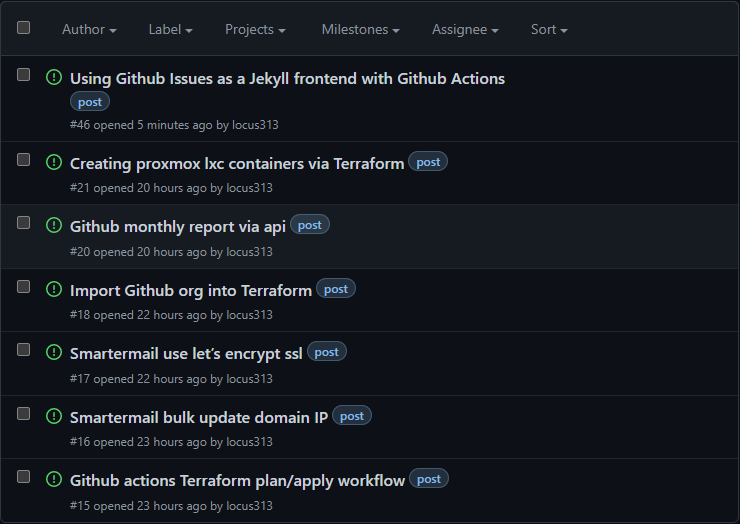 Author Label Projects Milestones Assignee Sort
Using Github Issues as a Jekyll frontend with Github Actions
post
#46 opened 5 minutes ago by locus313
Creating proxmox lxc containers via Terraform post
#21 opened 20 hours ago by locus313
Github monthly report via api post
#20 opened 20 hours ago by locus313
Import Github org into Terraform post
#18 opened 22 hours ago by locus313
Smartermail use let’s encrypt ssl post
#17 opened 22 hours ago by locus313
Smartermail bulk update domain IP post
#16 opened 23 hours ago by locus313
Github actions Terraform plan/apply workflow post
#15 opened 23 hours ago by locus313